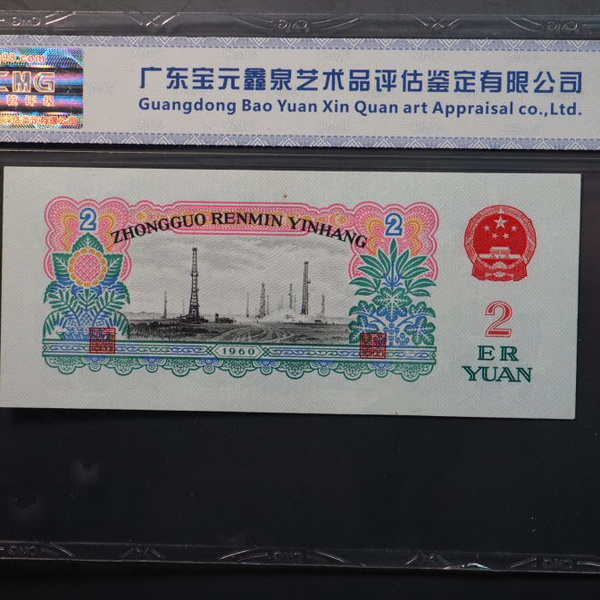 广东宝元鑫泉艺术品评估鉴定有限公司
Guangdong Bao Yuan Xin Quan art Appraisal co.,Ltd.
CMG
2
2
ZHONGGUO RENMIN YINHANG
1960
2
ER
YUAN